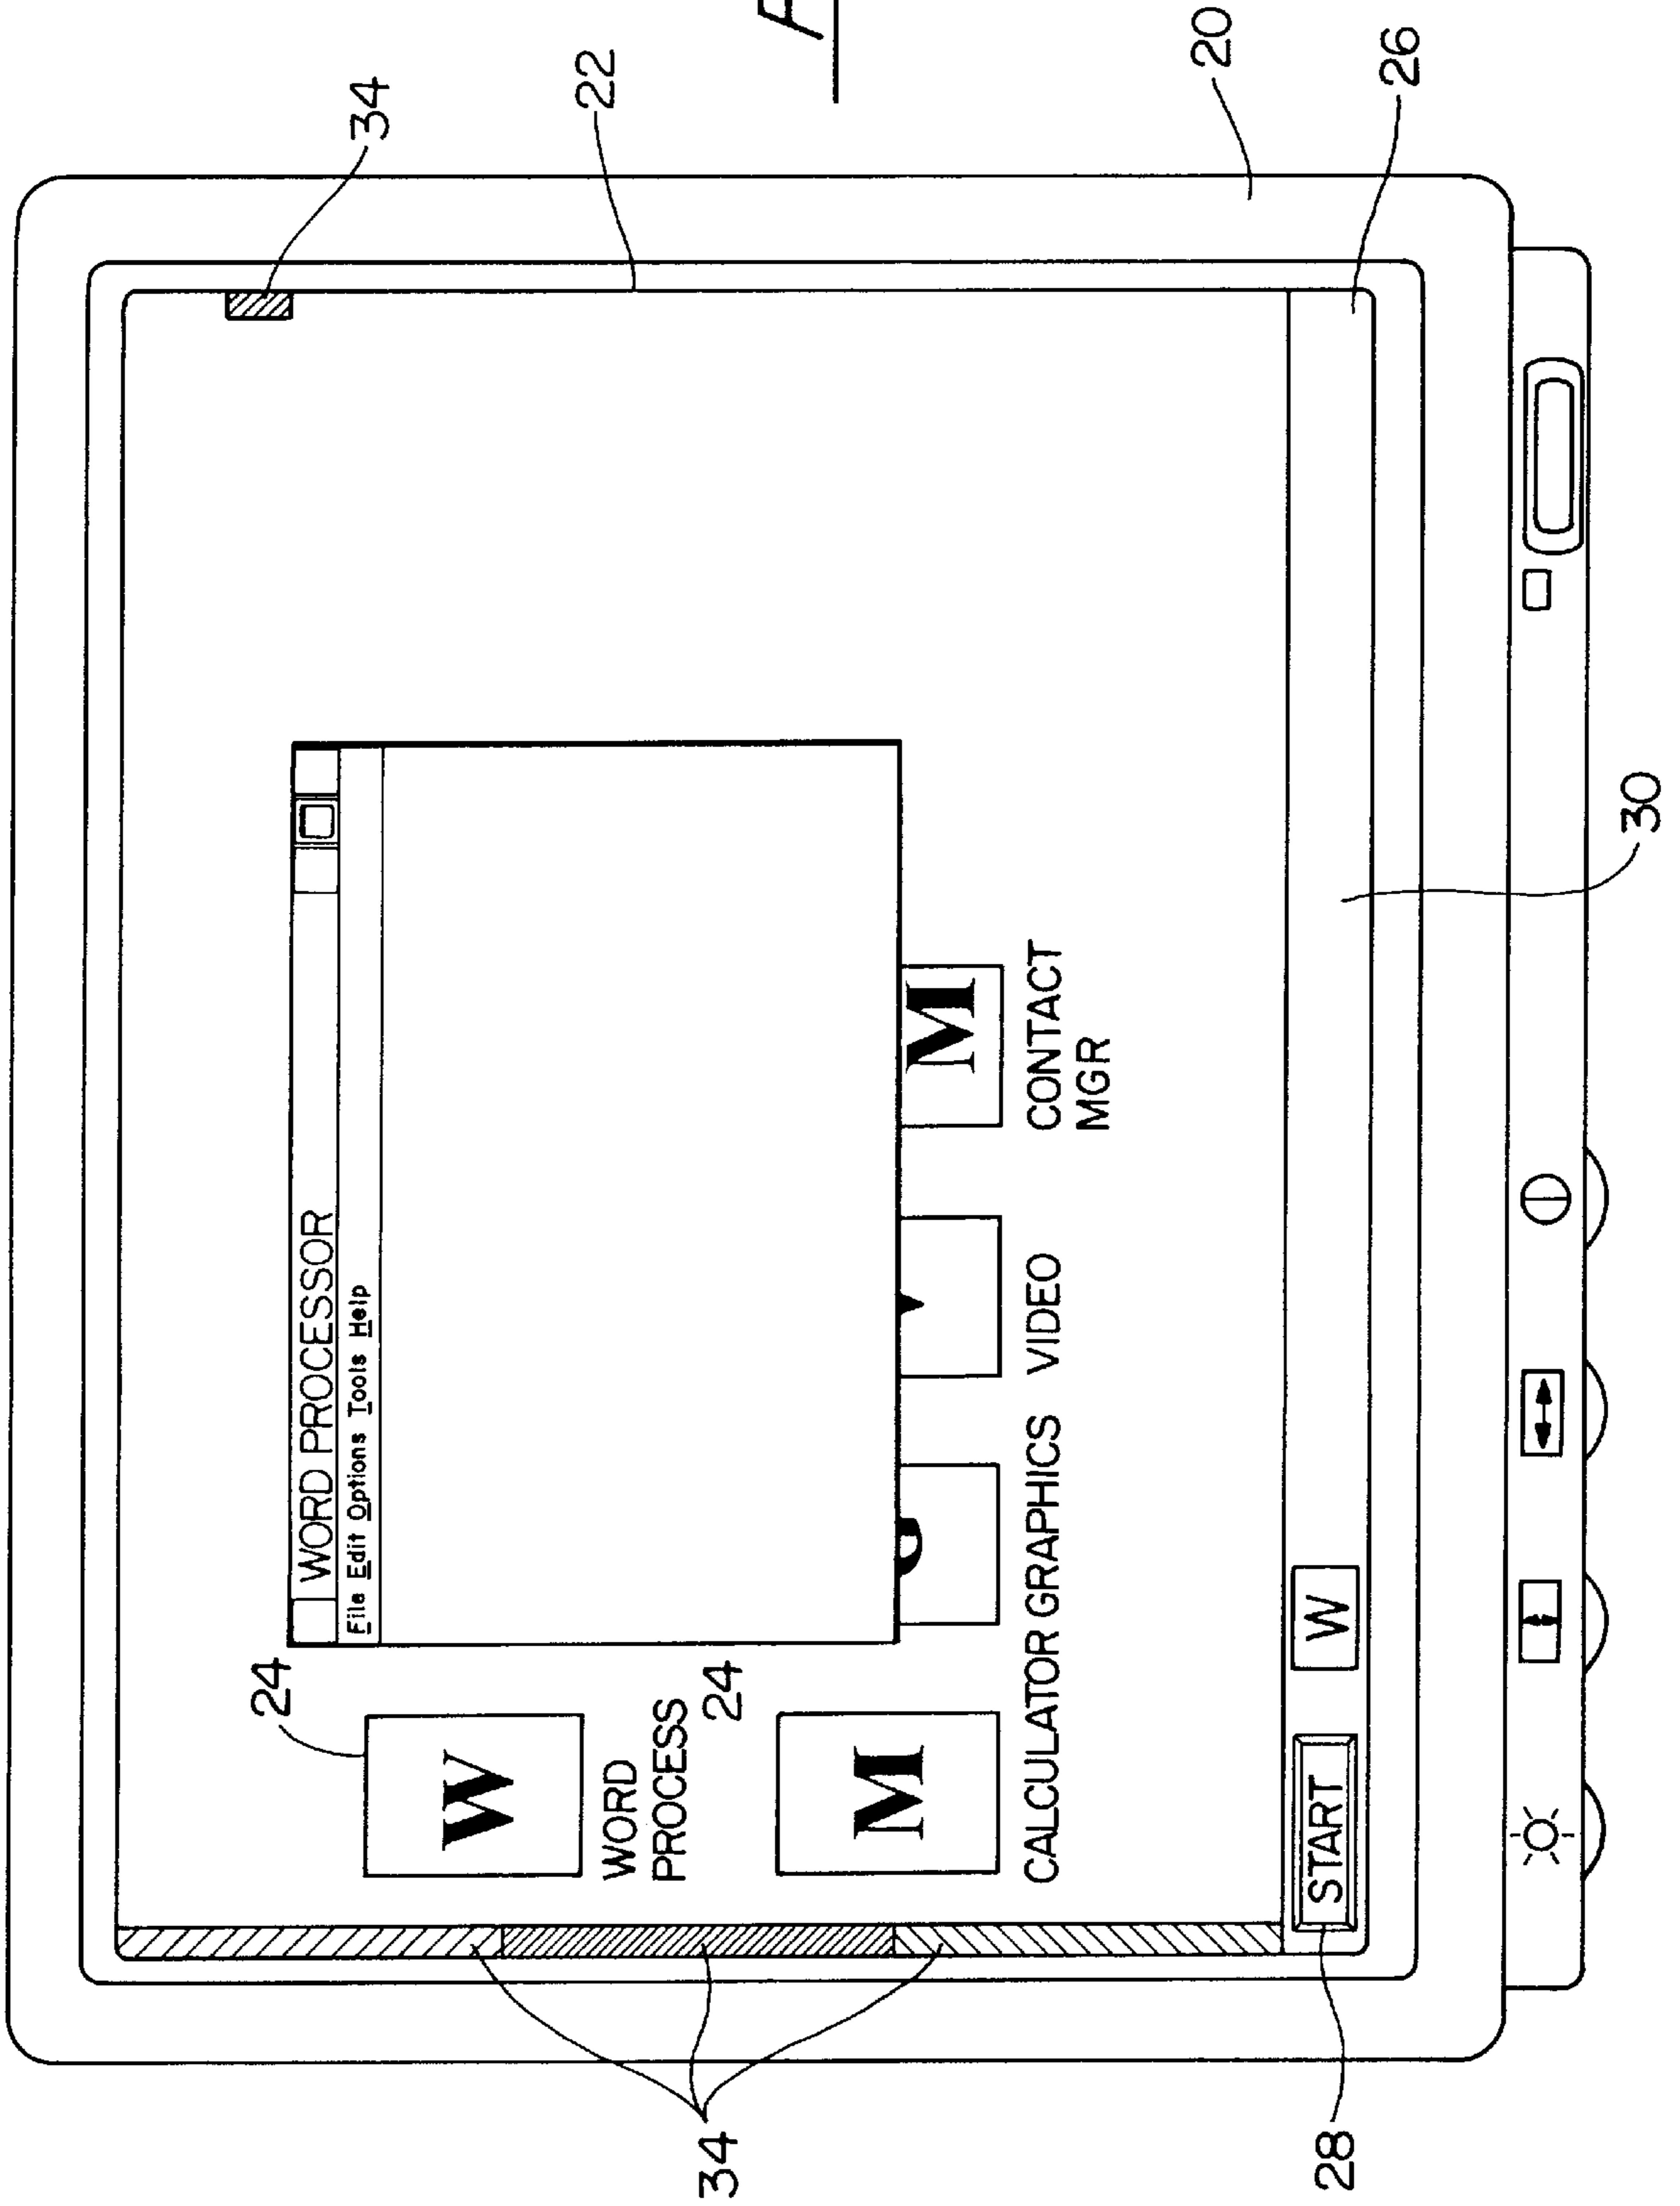 34
22
20
26
WORD PROCESSOR
File Edit Options Tools Help
24
W
WORD
PROCESS
24
M
M
CALCULATOR GRAPHICS VIDEO CONTACT
MGR
START
W
34
28
30